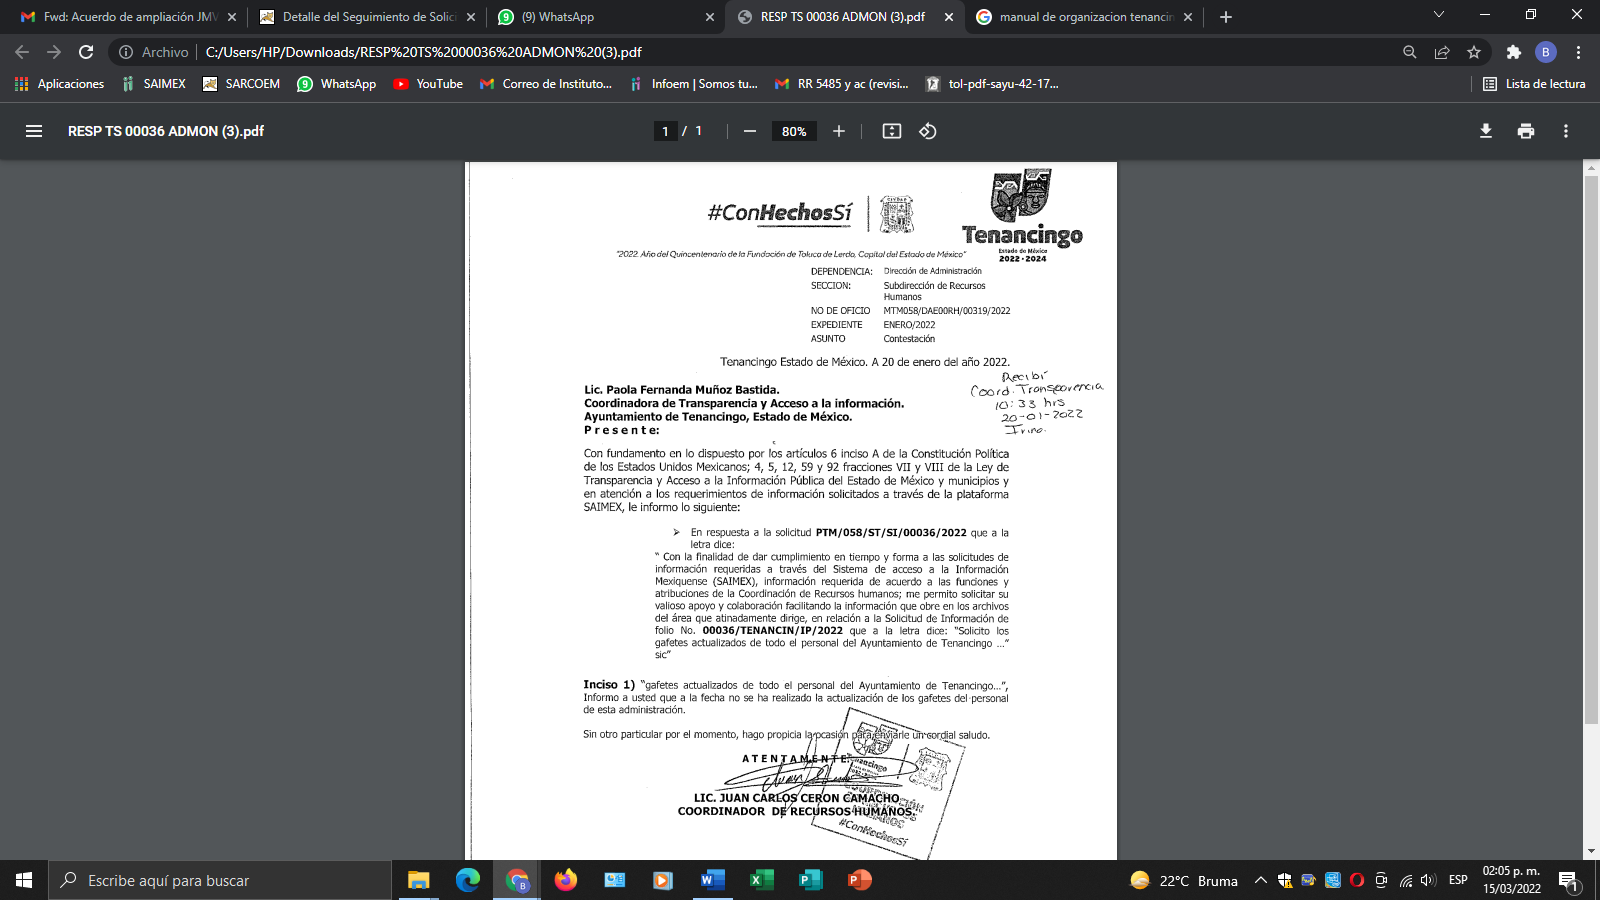 Fwd: Acuerdo de ampliación JMV
Detalle del Seguimiento de Solici
(9) WhatsApp
RESP TS 00036 ADMON (3).pdf
manual de organizacion tenancin
Archivo
C:/Users/HP/Downloads/RESP%20TS%2000036%20ADMON%20(3).pdf
B
Aplicaciones
SAIMEX
SARCOEM
WhatsApp
YouTube
Correo de Instituto...
Infoem | Somos tu...
RR 5485 y ac (revisi...
tol-pdf-sayu-42-17...
Lista de lectura
RESP TS 00036 ADMON (3).pdf
1 / 1
80%
#ConHechosSí
Tenancingo
Estado de México
2022 - 2024
"2022. Año del Quincentenario de la Fundación de Toluca de Lerdo, Capital del Estado de México"
DEPENDENCIA: Dirección de Administración
SECCION: Subdirección de Recursos
Humanos
NO DE OFICIO MTM058/DAE00RH/00319/2022
EXPEDIENTE ENERO/2022
ASUNTO Contestación
Tenancingo Estado de México. A 20 de enero del año 2022.
Recibí
Coord. Transparencia
10:33 hrs
20-01-2022
Irina.
Lic. Paola Fernanda Muñoz Bastida.
Coordinadora de Transparencia y Acceso a la información.
Ayuntamiento de Tenancingo, Estado de México.
P r e s e n t e:
Con fundamento en lo dispuesto por los artículos 6 inciso A de la Constitución Política
de los Estados Unidos Mexicanos; 4, 5, 12, 59 y 92 fracciones VII y VIII de la Ley de
Transparencia y Acceso a la Información Pública del Estado de México y municipios y
en atención a los requerimientos de información solicitados a través de la plataforma
SAIMEX, le informo lo siguiente:
➢ En respuesta a la solicitud PTM/058/ST/SI/00036/2022 que a la
letra dice:
" Con la finalidad de dar cumplimiento en tiempo y forma a las solicitudes de
información requeridas a través del Sistema de acceso a la Información
Mexiquense (SAIMEX), información requerida de acuerdo a las funciones y
atribuciones de la Coordinación de Recursos humanos; me permito solicitar su
valioso apoyo y colaboración facilitando la información que obre en los archivos
del área que atinadamente dirige, en relación a la Solicitud de Información de
folio No. 00036/TENANCIN/IP/2022 que a la letra dice: "Solicito los
gafetes actualizados de todo el personal del Ayuntamiento de Tenancingo ..."
sic"
Inciso 1) "gafetes actualizados de todo el personal del Ayuntamiento de Tenancingo...",
Informo a usted que a la fecha no se ha realizado la actualización de los gafetes del personal
de esta administración.
Sin otro particular por el momento, hago propicia la ocasión para enviarle un cordial saludo.
A T E N T A M E N T E.
LIC. JUAN CARLOS CERON CAMACHO
COORDINADOR DE RECURSOS HUMANOS.
#ConHechosSí
Escribe aquí para buscar
22°C Bruma
ESP
02:05 p. m.
15/03/2022
1